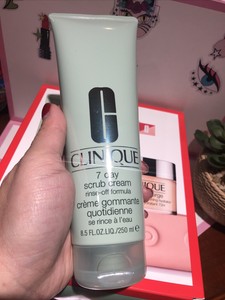 CLINIQUE
7 day
scrub cream
rinse-off formula
crème gommante
quotidienne
se rince à l'eau
8.5 FL.OZ.LIQ./250 ml ℮